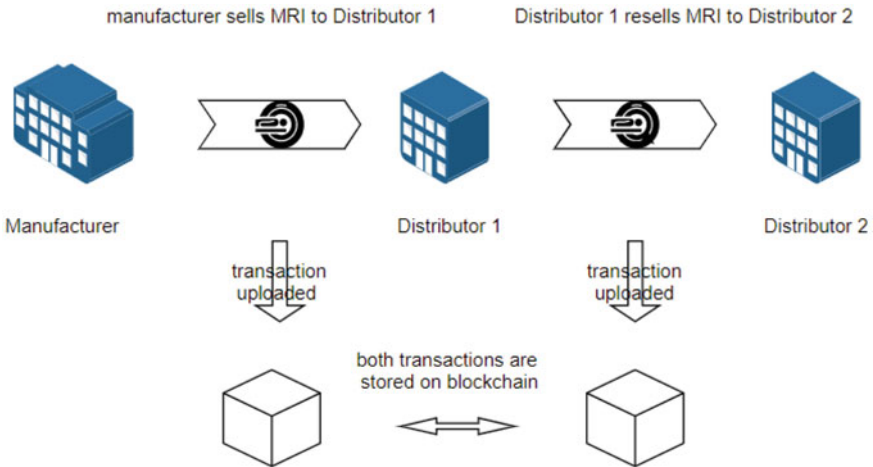 manufacturer sells MRI to Distributor 1
Distributor 1 resells MRI to Distributor 2
Manufacturer
Distributor 1
Distributor 2
transaction
uploaded
transaction
uploaded
both transactions are
stored on blockchain